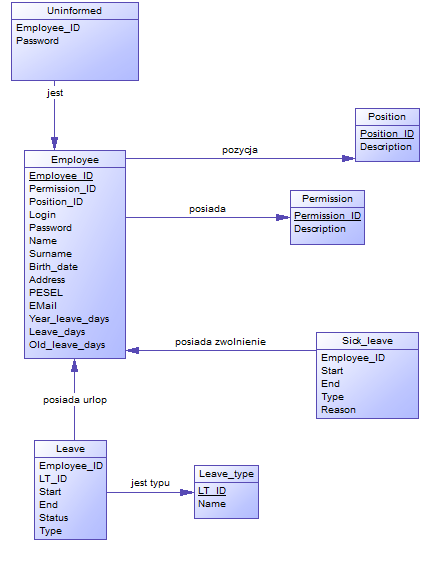 Uninformed
Employee_ID
Password
jest
Position
Position_ID
Description
pozycja
Employee
Employee_ID
Permission_ID
Position_ID
Login
Password
Name
Surname
Birth_date
Address
PESEL
EMail
Year_leave_days
Leave_days
Old_leave_days
posiada
Permission
Permission_ID
Description
posiada zwolnienie
Sick_leave
Employee_ID
Start
End
Type
Reason
posiada urlop
Leave
Employee_ID
LT_ID
Start
End
Status
Type
jest typu
Leave_type
LT_ID
Name